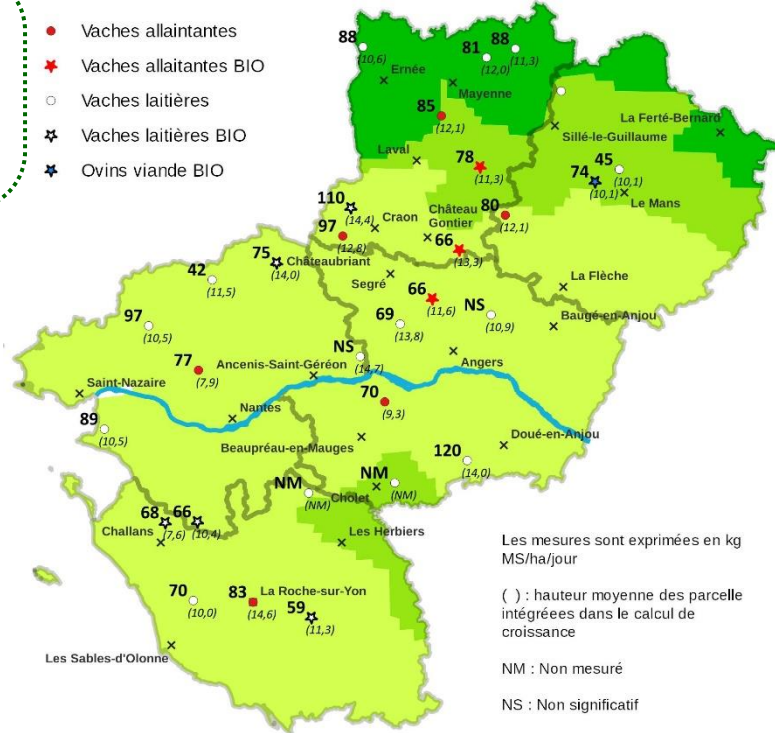 Vaches allaintantes
Vaches allaitantes BIO
Vaches laitières
Vaches laitières BIO
Ovins viande BIO
88
(10,6)
81
(12,0)
88
(11,3)
Ernée
Mayenne
85
(12,1)
La Ferté-Bernard
Sillé-le-Guillaume
Laval
78
(11,3)
45
(10,1)
74
(10,1)
Le Mans
110
(14,4)
Craon
Château
Gontier
80
(12,1)
97
(12,8)
66
(13,3)
75
Châteaubriant
(14,0)
Segré
La Flèche
42
(11,5)
66
(11,6)
NS
(10,9)
Baugé-en-Anjou
97
(10,5)
69
(13,8)
NS
(14,7)
Angers
77
(7,9)
Ancenis-Saint-Géréon
Saint-Nazaire
70
(9,3)
Nantes
89
(10,5)
Beaupréau-en-Mauges
Doué-en-Anjou
120
(14,0)
NM
(NM)
Cholet
NM
(NM)
68
(7,6)
66
(10,4)
Challans
Les Herbiers
70
(10,0)
83
(14,6)
La Roche-sur-Yon
59
(11,3)
Les Sables-d'Olonne
Les mesures sont exprimées en kg
MS/ha/jour
( ) : hauteur moyenne des parcelle
intégréees dans le calcul de
croissance
NM : Non mesuré
NS : Non significatif